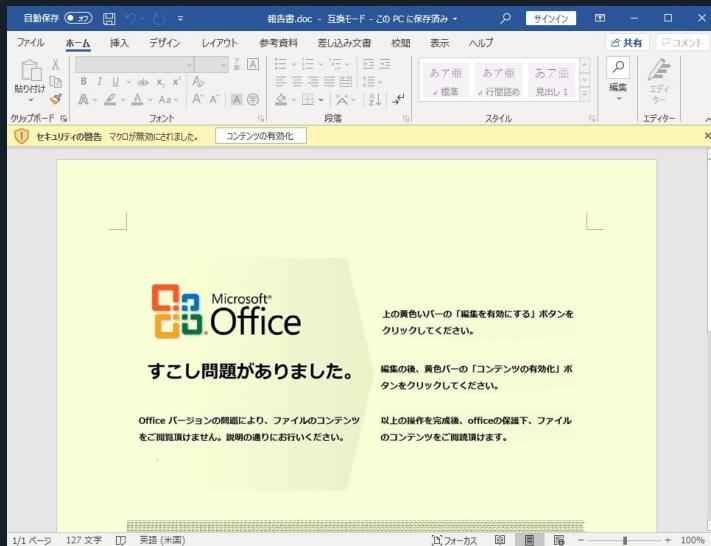 自動保存 オフ 報告書.doc - 互換モード - この PC に保存済み サインイン
ファイル ホーム 挿入 デザイン レイアウト 参考資料 差し込み文書 校閲 表示 ヘルプ 共有 コメント
貼り付け B I U ab x₂ x² A Aa A A A 字 あア亜 あア亜 あア亜 編集 エディター
標準 行間詰め 見出し 1
クリップボード フォント 段落 スタイル エディター
セキュリティの警告 マクロが無効にされました。 コンテンツの有効化
Microsoft®
Office
すこし問題がありました。
Office バージョンの問題により、ファイルのコンテンツ
をご閲覧頂けません。説明の通りにお行いください。
上の黄色いバーの「編集を有効にする」ボタンを
クリックしてください。
編集の後、黄色バーの「コンテンツの有効化」ボ
タンをクリックしてください。
以上の操作を完成後、officeの保護下、ファイル
のコンテンツをご閲読頂けます。
1/1 ページ 127 文字 英語 (米国) フォーカス 100%